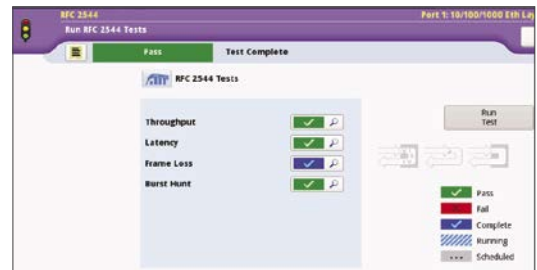 RFC 2544
Port 1: 10/100/1000 Eth Lay
Run RFC 2544 Tests
Pass
Test Complete
RFC 2544 Tests
Throughput
Latency
Frame Loss
Burst Hunt
Run
Test
Pass
Fail
Complete
Running
Scheduled